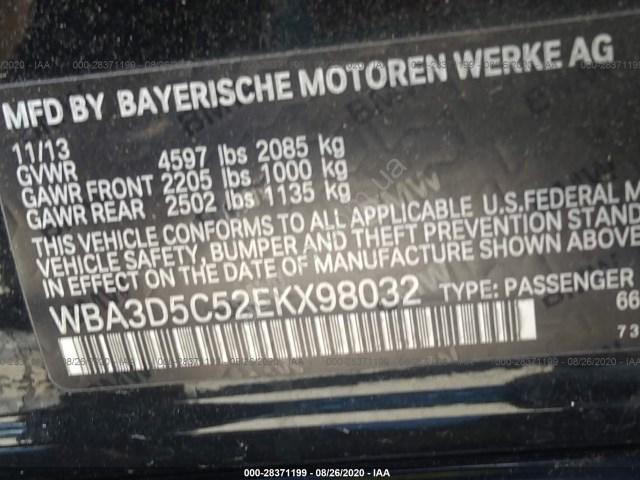 000-28371199 - 08/26/2020 - IAA
MFD BY BAYERISCHE MOTOREN WERKE AG
11/13
GVWR 4597 lbs 2085 kg
GAWR FRONT 2205 lbs 1000 kg
GAWR REAR 2502 lbs 1135 kg
THIS VEHICLE CONFORMS TO ALL APPLICABLE U.S.FEDERAL M
VEHICLE SAFETY, BUMPER AND THEFT PREVENTION STAND
IN EFFECT ON THE DATE OF MANUFACTURE SHOWN ABOVE
WBA3D5C52EKX98032 TYPE: PASSENGER
66
73
000-28371199 - 08/26/2020 - IAA